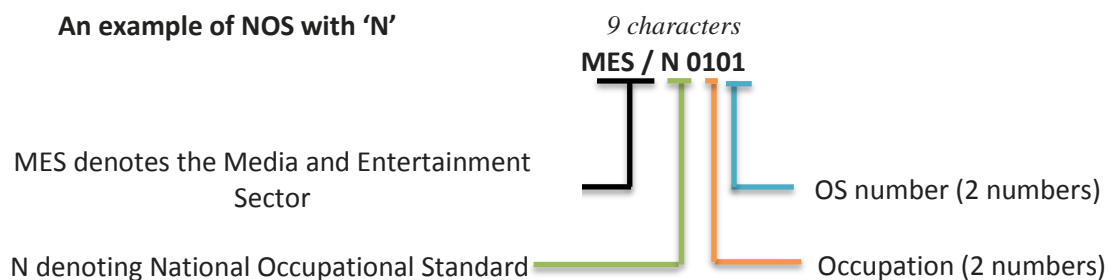 An example of NOS with ‘N’
9 characters
MES / N 0101
MES denotes the Media and Entertainment
Sector
OS number (2 numbers)
N denoting National Occupational Standard
Occupation (2 numbers)